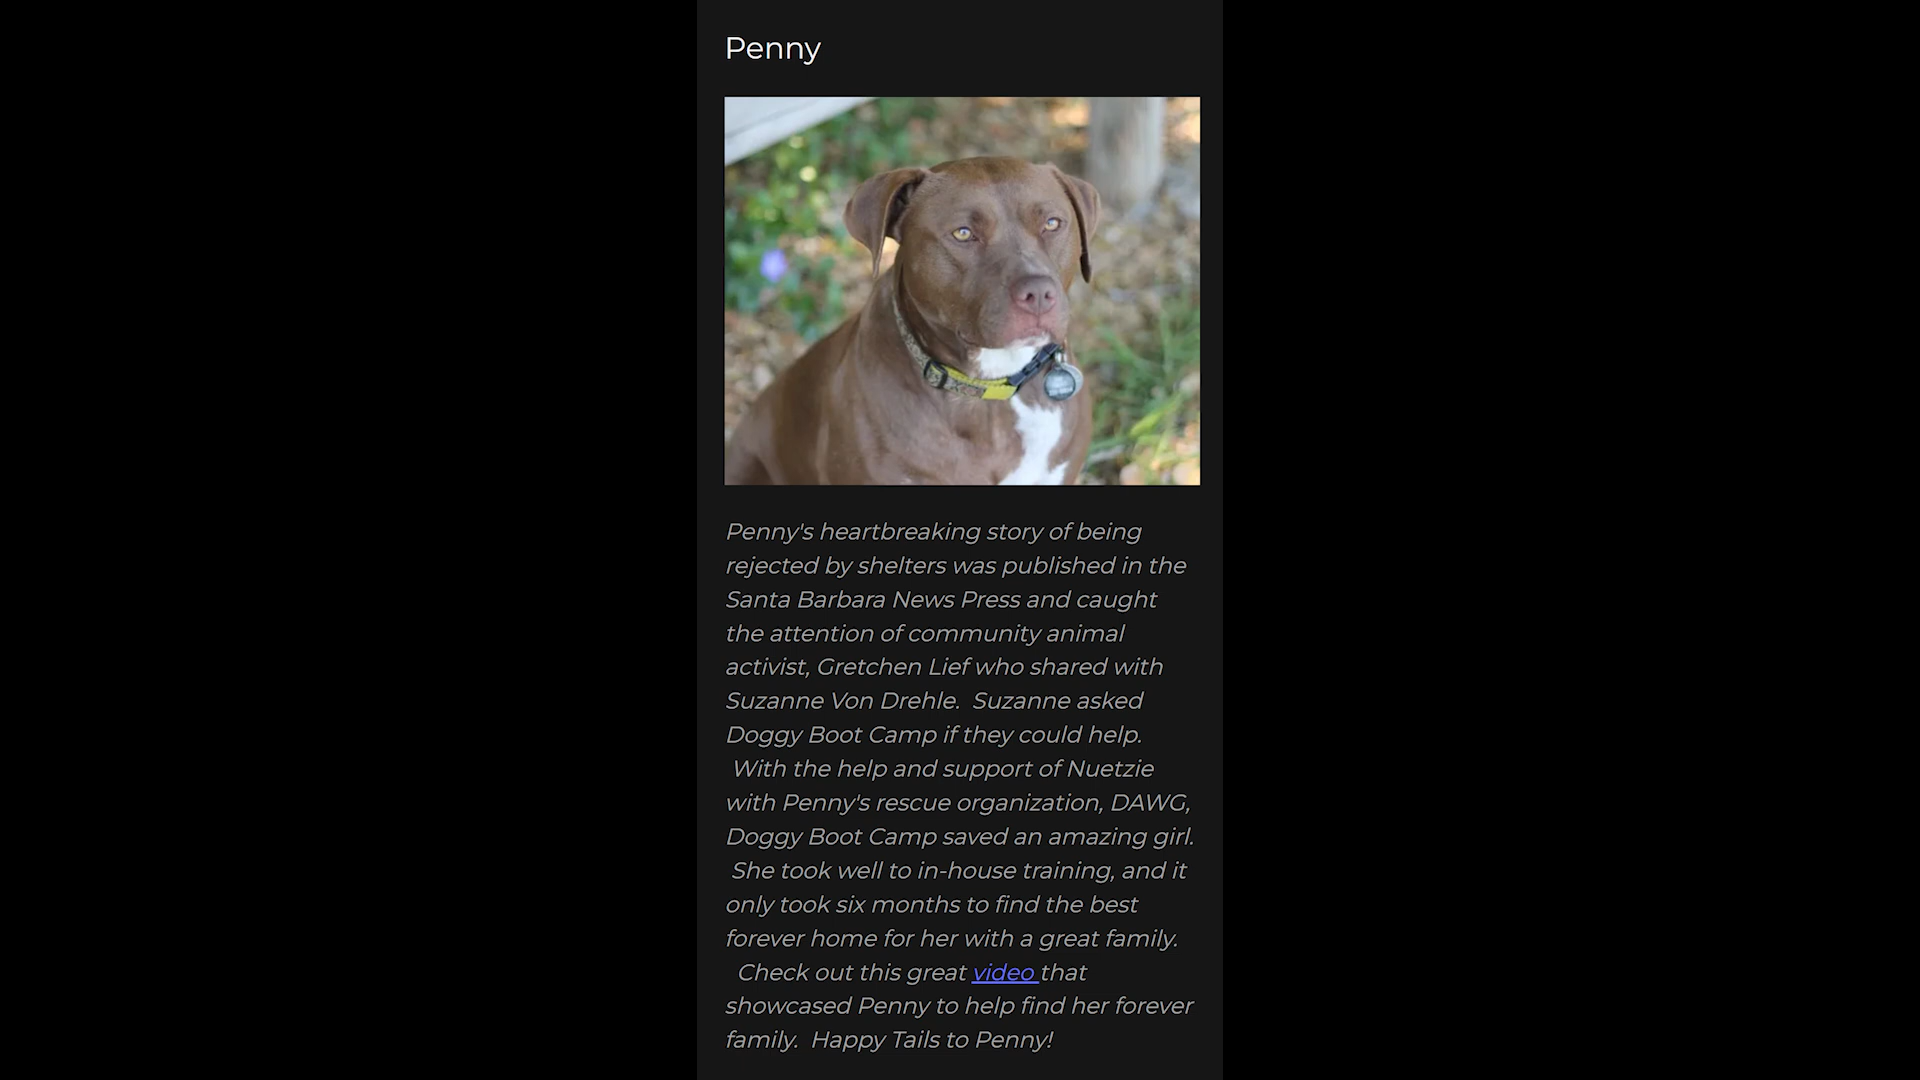 Penny
Penny's heartbreaking story of being
rejected by shelters was published in the
Santa Barbara News Press and caught
the attention of community animal
activist, Gretchen Lief who shared with
Suzanne Von Drehle.  Suzanne asked
Doggy Boot Camp if they could help.
With the help and support of Nuetzie
with Penny's rescue organization, DAWG,
Doggy Boot Camp saved an amazing girl.
She took well to in-house training, and it
only took six months to find the best
forever home for her with a great family.
Check out this great video that
showcased Penny to help find her forever
family.  Happy Tails to Penny!